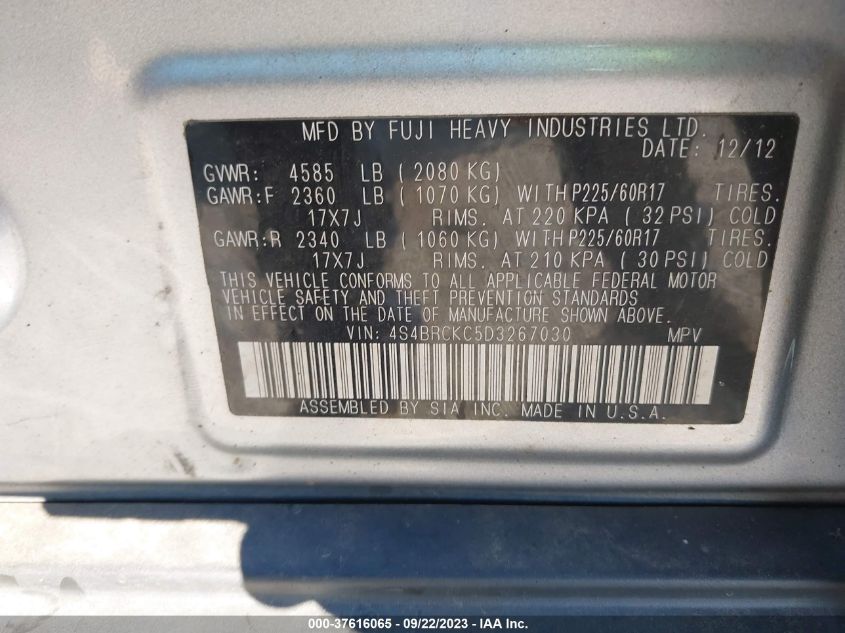 MFD BY FUJI HEAVY INDUSTRIES LTD.
DATE: 12/12
GVWR: 4585 LB ( 2080 KG)
GAWR:F 2360 LB ( 1070 KG) WITH P225/60R17 TIRES.
17X7J RIMS. AT 220 KPA ( 32 PSI) COLD
GAWR:R 2340 LB ( 1060 KG) WITH P225/60R17 TIRES.
17X7J RIMS. AT 210 KPA ( 30 PSI) COLD
THIS VEHICLE CONFORMS TO ALL APPLICABLE FEDERAL MOTOR
VEHICLE SAFETY AND THEFT PREVENTION STANDARDS
IN EFFECT ON THE DATE OF MANUFACTURE SHOWN ABOVE.
VIN: 4S4BRCKC5D3267030 MPV
ASSEMBLED BY SIA INC. MADE IN U.S.A.
000-37616065 - 09/22/2023 - IAA Inc.